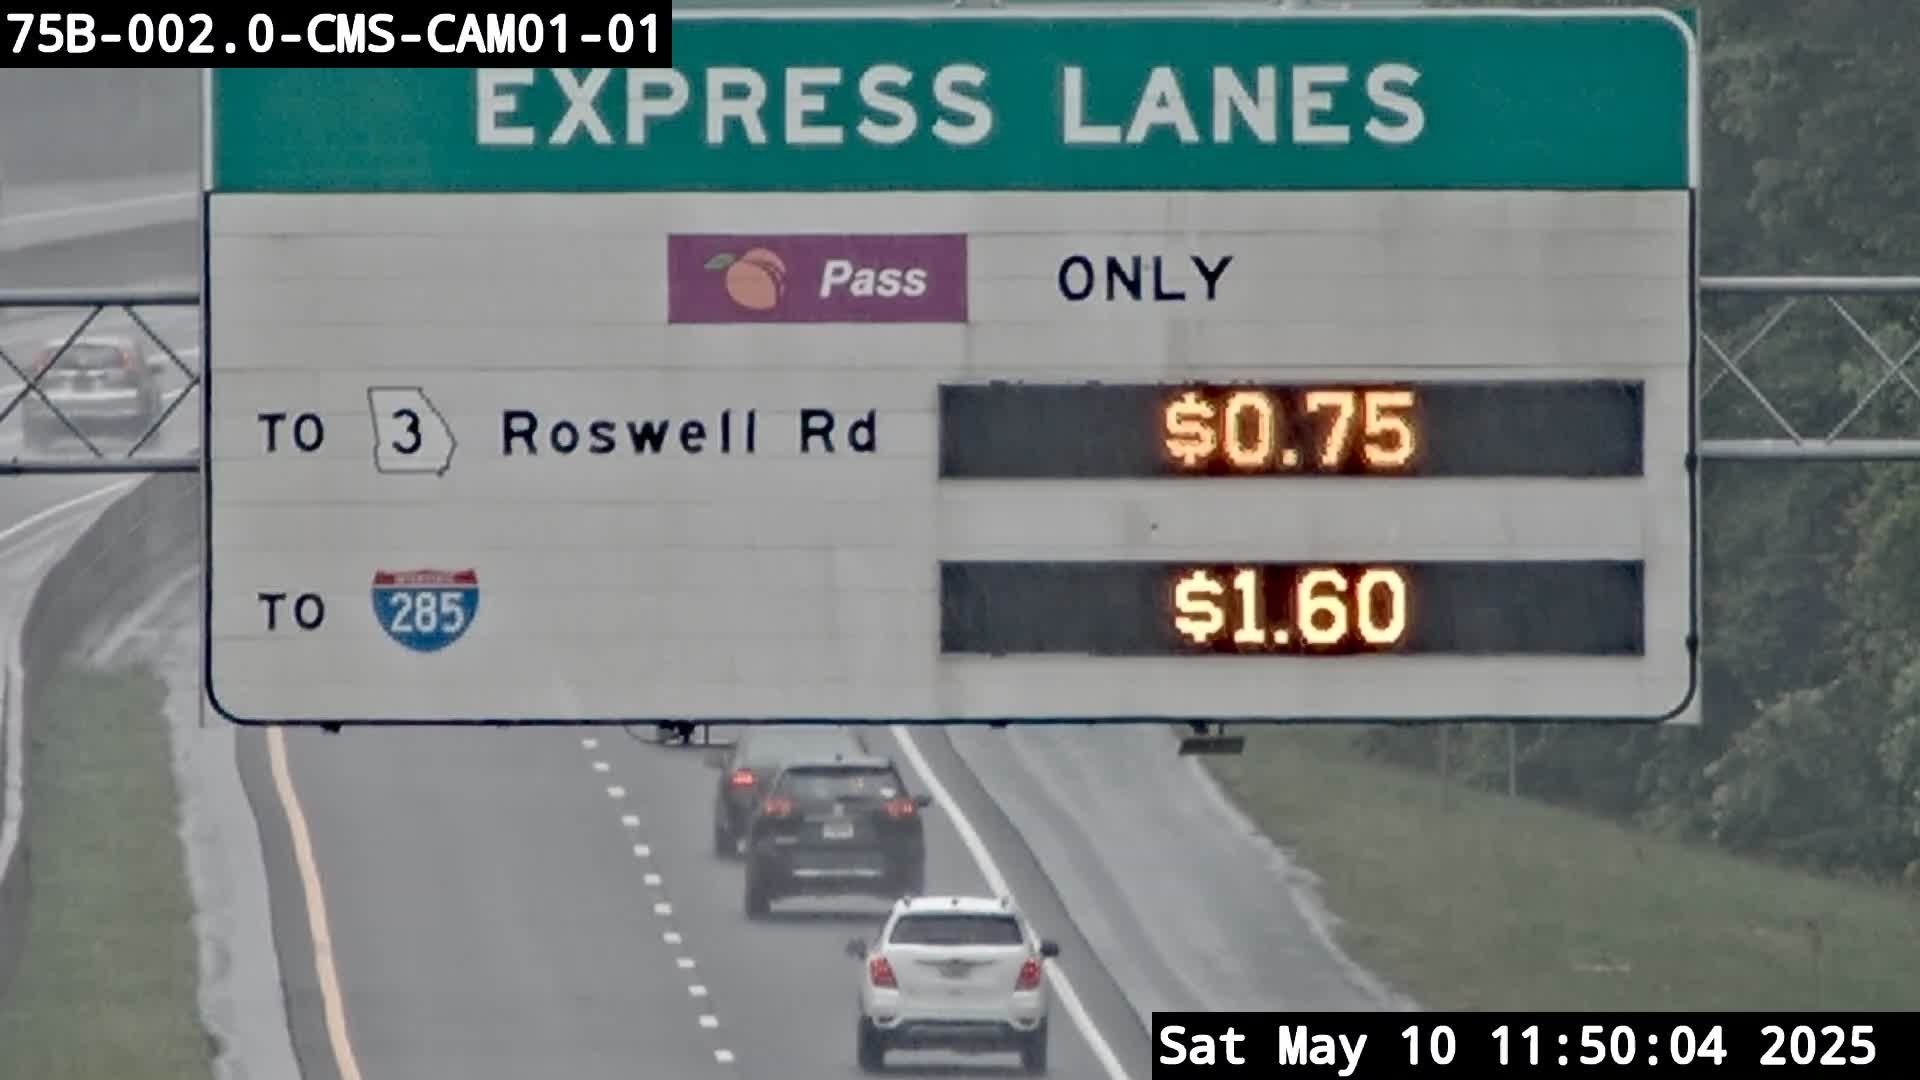 75B-002.0-CMS-CAM01-01
EXPRESS LANES
Pass ONLY
TO 3 Roswell Rd $0.75
TO INTERSTATE 285 $1.60
Sat May 10 11:50:04 2025